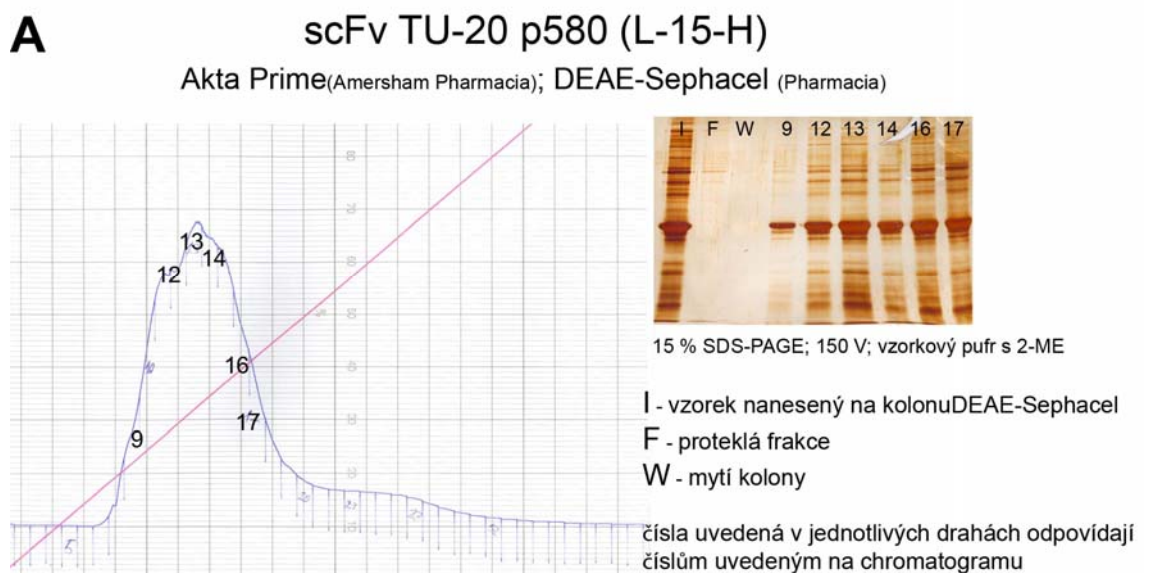 A
scFv TU-20 p580 (L-15-H)
Akta Prime(Amersham Pharmacia); DEAE-Sephacel (Pharmacia)
I F W 9 12 13 14 16 17
13
12 14
10
16
17
9
5
15 % SDS-PAGE; 150 V; vzorkový pufr s 2-ME
I - vzorek nanesený na kolonuDEAE-Sephacel
F - proteklá frakce
W - mytí kolony
čísla uvedená v jednotlivých drahách odpovídají
číslům uvedeným na chromatogramu